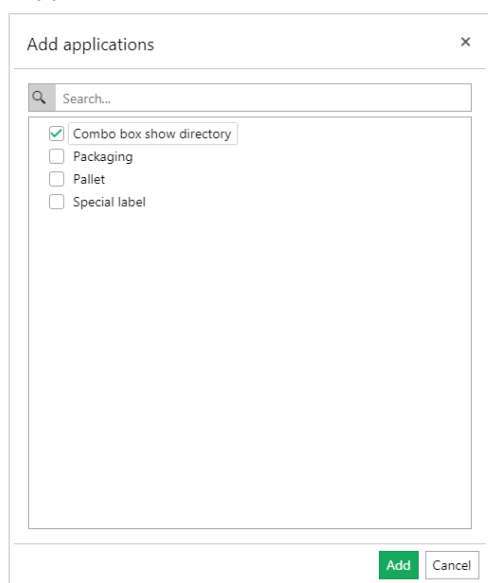 Add applications
Search...
Combo box show directory
Packaging
Pallet
Special label
Add Cancel